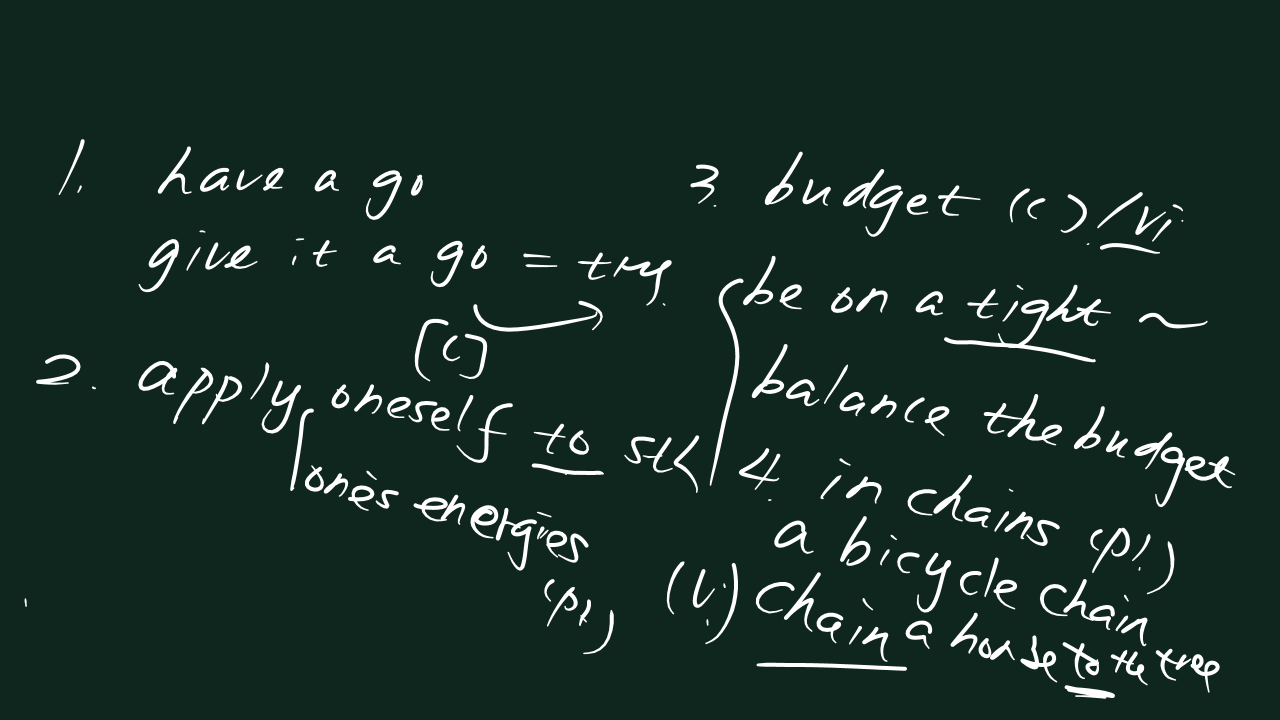 1. have a go
give it a go = try.
[C]
2. apply oneself to sth
one's energies
(pl.)
3. budget (C)./vi.
be on a tight ~
balance the budget
4. in chains (pl.)
a bicycle chain
(v.) chain a horse to the tree